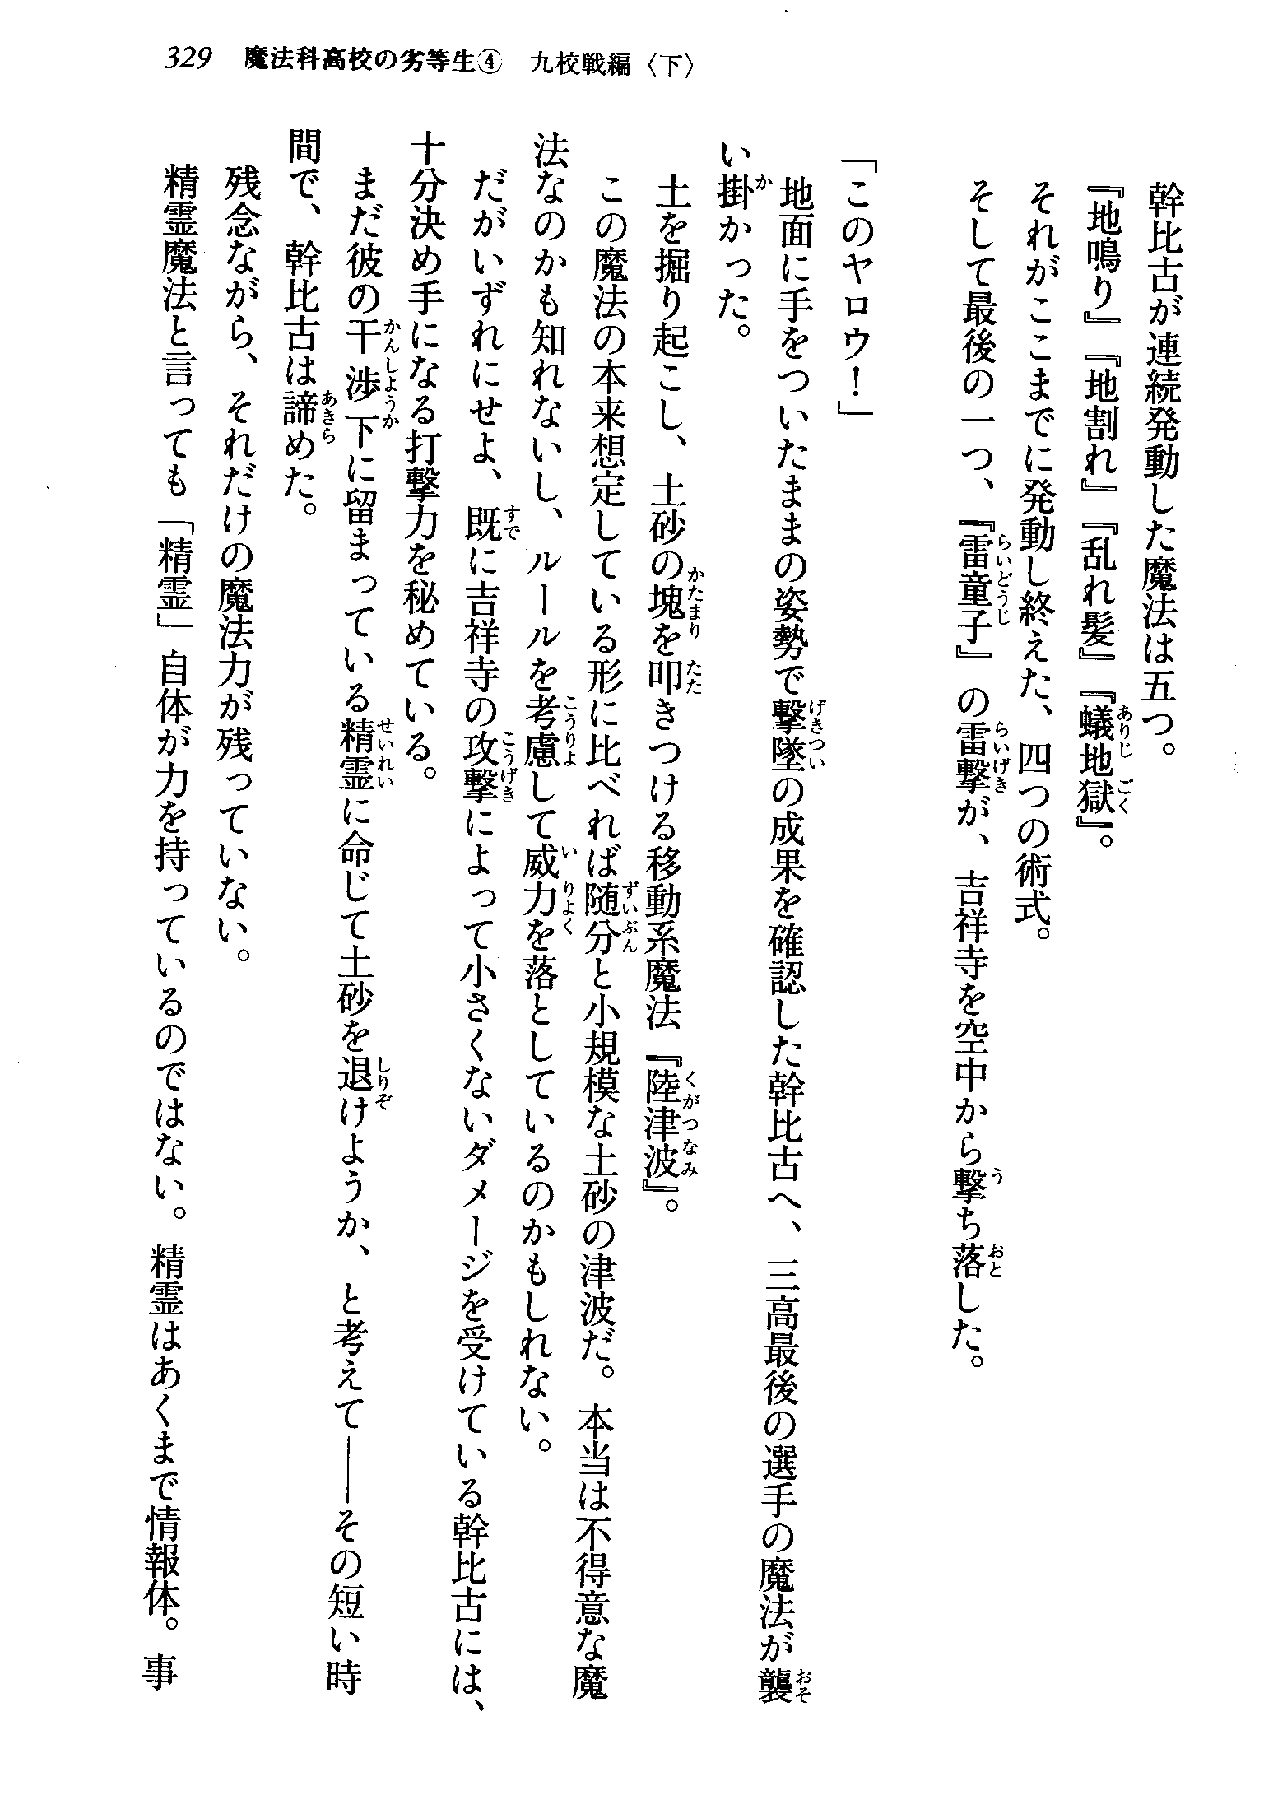 329　魔法科高校の劣等生④　九校戦編〈下〉
幹比古が連続発動した魔法は五つ。
『地鳴り』『地割れ』『乱れ髪』『蟻地獄』。
それがここまでに発動し終えた、四つの術式。
そして最後の一つ、『雷童子』の雷撃が、吉祥寺を空中から撃ち落した。
「このヤロウ！」
地面に手をついたままの姿勢で撃墜の成果を確認した幹比古へ、三高最後の選手の魔法が襲
い掛かった。
土を掘り起こし、土砂の塊を叩きつける移動系魔法『陸津波』。
この魔法の本来想定している形に比べれば随分と小規模な土砂の津波だ。本当は不得意な魔
法なのかも知れないし、ルールを考慮して威力を落としているのかもしれない。
だがいずれにせよ、既に吉祥寺の攻撃によって小さくないダメージを受けている幹比古には、
十分決め手になる打撃力を秘めている。
まだ彼の干渉下に留まっている精霊に命じて土砂を退けようか、と考えて――その短い時
間で、幹比古は諦めた。
残念ながら、それだけの魔法力が残っていない。
精霊魔法と言っても「精霊」自体が力を持っているのではない。精霊はあくまで情報体。事